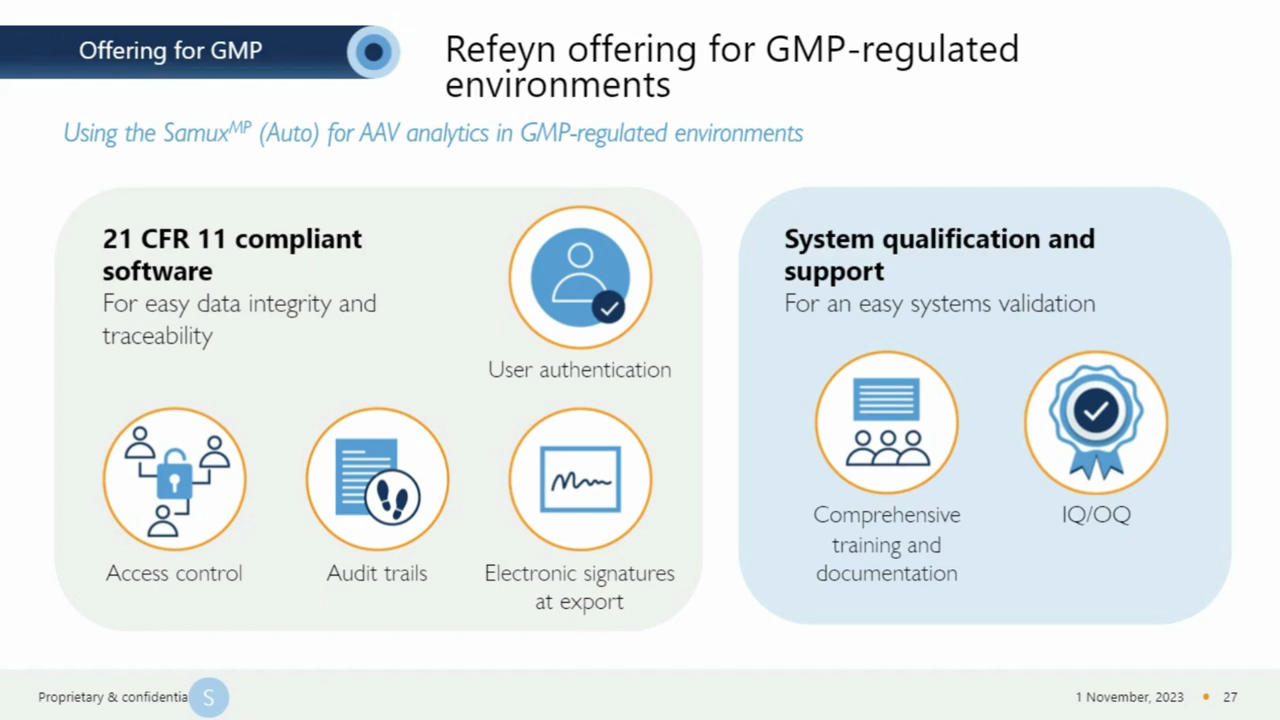 Offering for GMP
Refeyn offering for GMP-regulated
environments
Using the Samux^MP (Auto) for AAV analytics in GMP-regulated environments
21 CFR 11 compliant
software
For easy data integrity and
traceability
User authentication
Access control
Audit trails
Electronic signatures
at export
System qualification and
support
For an easy systems validation
Comprehensive
training and
documentation
IQ/OQ
Proprietary & confidentia
S
1 November, 2023 • 27